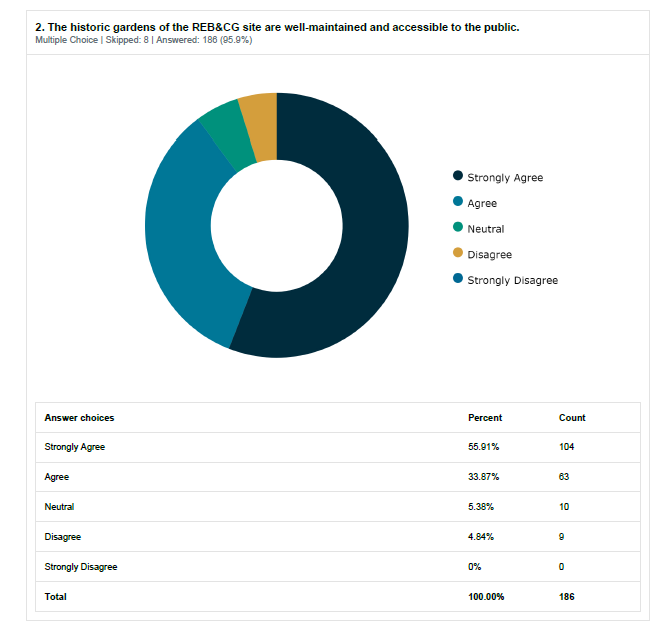 2. The historic gardens of the REB&CG site are well-maintained and accessible to the public.
Multiple Choice | Skipped: 8 | Answered: 186 (95.9%)
Strongly Agree
Agree
Neutral
Disagree
Strongly Disagree
Answer choices Percent Count
Strongly Agree 55.91% 104
Agree 33.87% 63
Neutral 5.38% 10
Disagree 4.84% 9
Strongly Disagree 0% 0
Total 100.00% 186